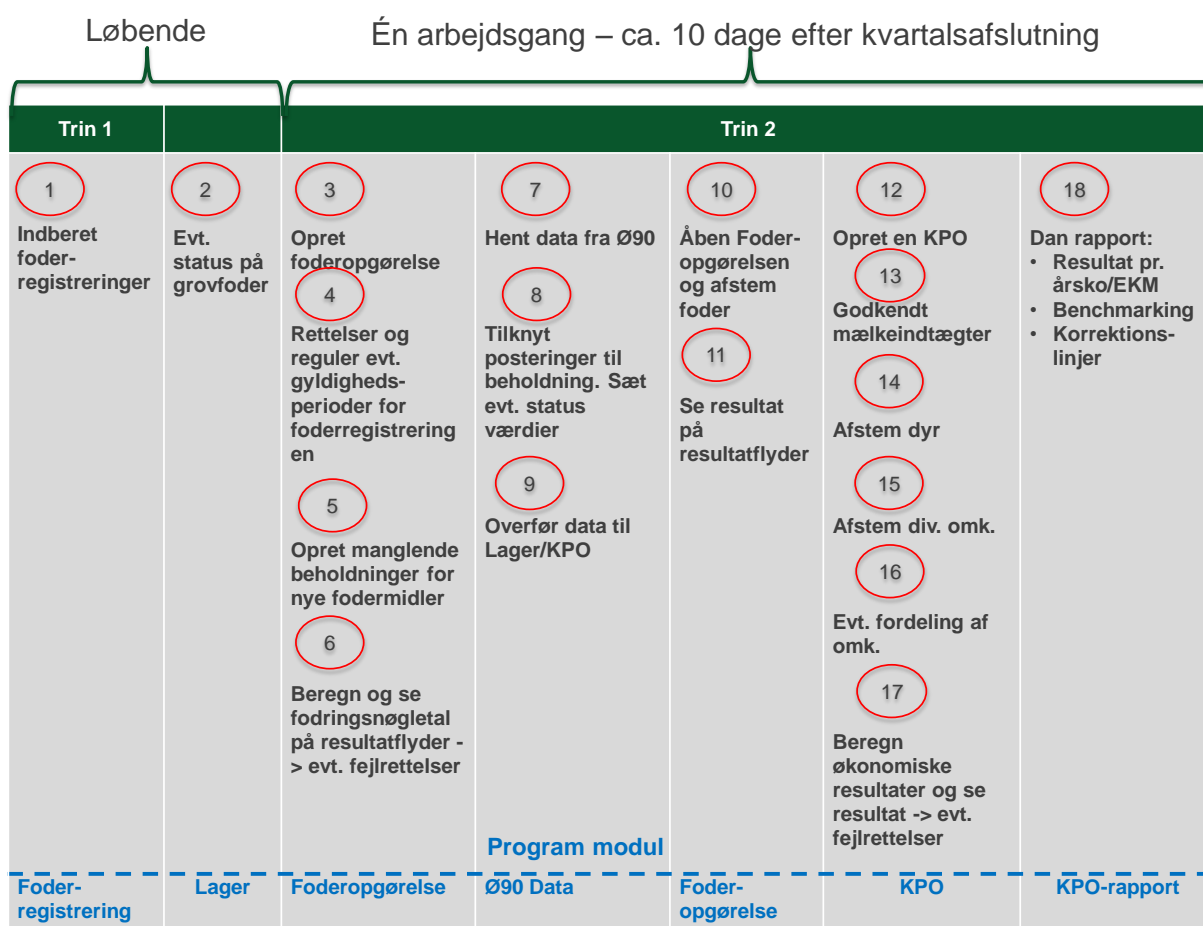 Løbende
Én arbejdsgang – ca. 10 dage efter kvartalsafslutning
Trin 1
Trin 2
1
Indberet
foder-
registreringer
2
Evt.
status på
grovfoder
3
Opret
foderopgørelse
4
Rettelser og
reguler evt.
gyldigheds-
perioder for
foderregistrering
en
5
Opret manglende
beholdninger for
nye fodermidler
6
Beregn og se
fodringsnøgletal
på resultatflyder -
> evt. fejlrettelser
7
Hent data fra Ø90
8
Tilknyt
posteringer til
beholdning. Sæt
evt. status
værdier
9
Overfør data til
Lager/KPO
10
Åben Foder-
opgørelsen
og afstem
foder
11
Se resultat
på
resultatflyder
12
Opret en KPO
13
Godkendt
mælkeindtægter
14
Afstem dyr
15
Afstem div. omk.
16
Evt. fordeling af
omk.
17
Beregn
økonomiske
resultater og se
resultat -> evt.
fejlrettelser
18
Dan rapport:
• Resultat pr.
årsko/EKM
• Benchmarking
• Korrektions-
linjer
Program modul
Foder-
registrering
Lager
Foderopgørelse
Ø90 Data
Foder-
opgørelse
KPO
KPO-rapport